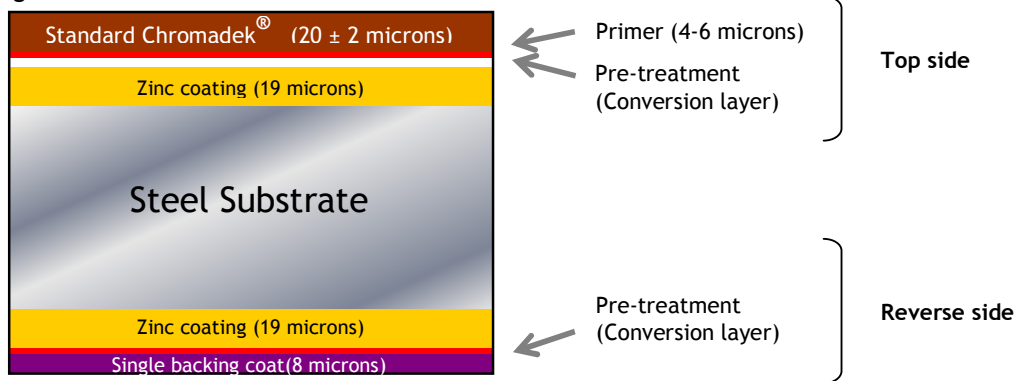 Standard Chromadek® (20 ± 2 microns)
Primer (4-6 microns)
Pre-treatment
(Conversion layer)
Top side
Zinc coating (19 microns)
Steel Substrate
Zinc coating (19 microns)
Pre-treatment
(Conversion layer)
Reverse side
Single backing coat(8 microns)